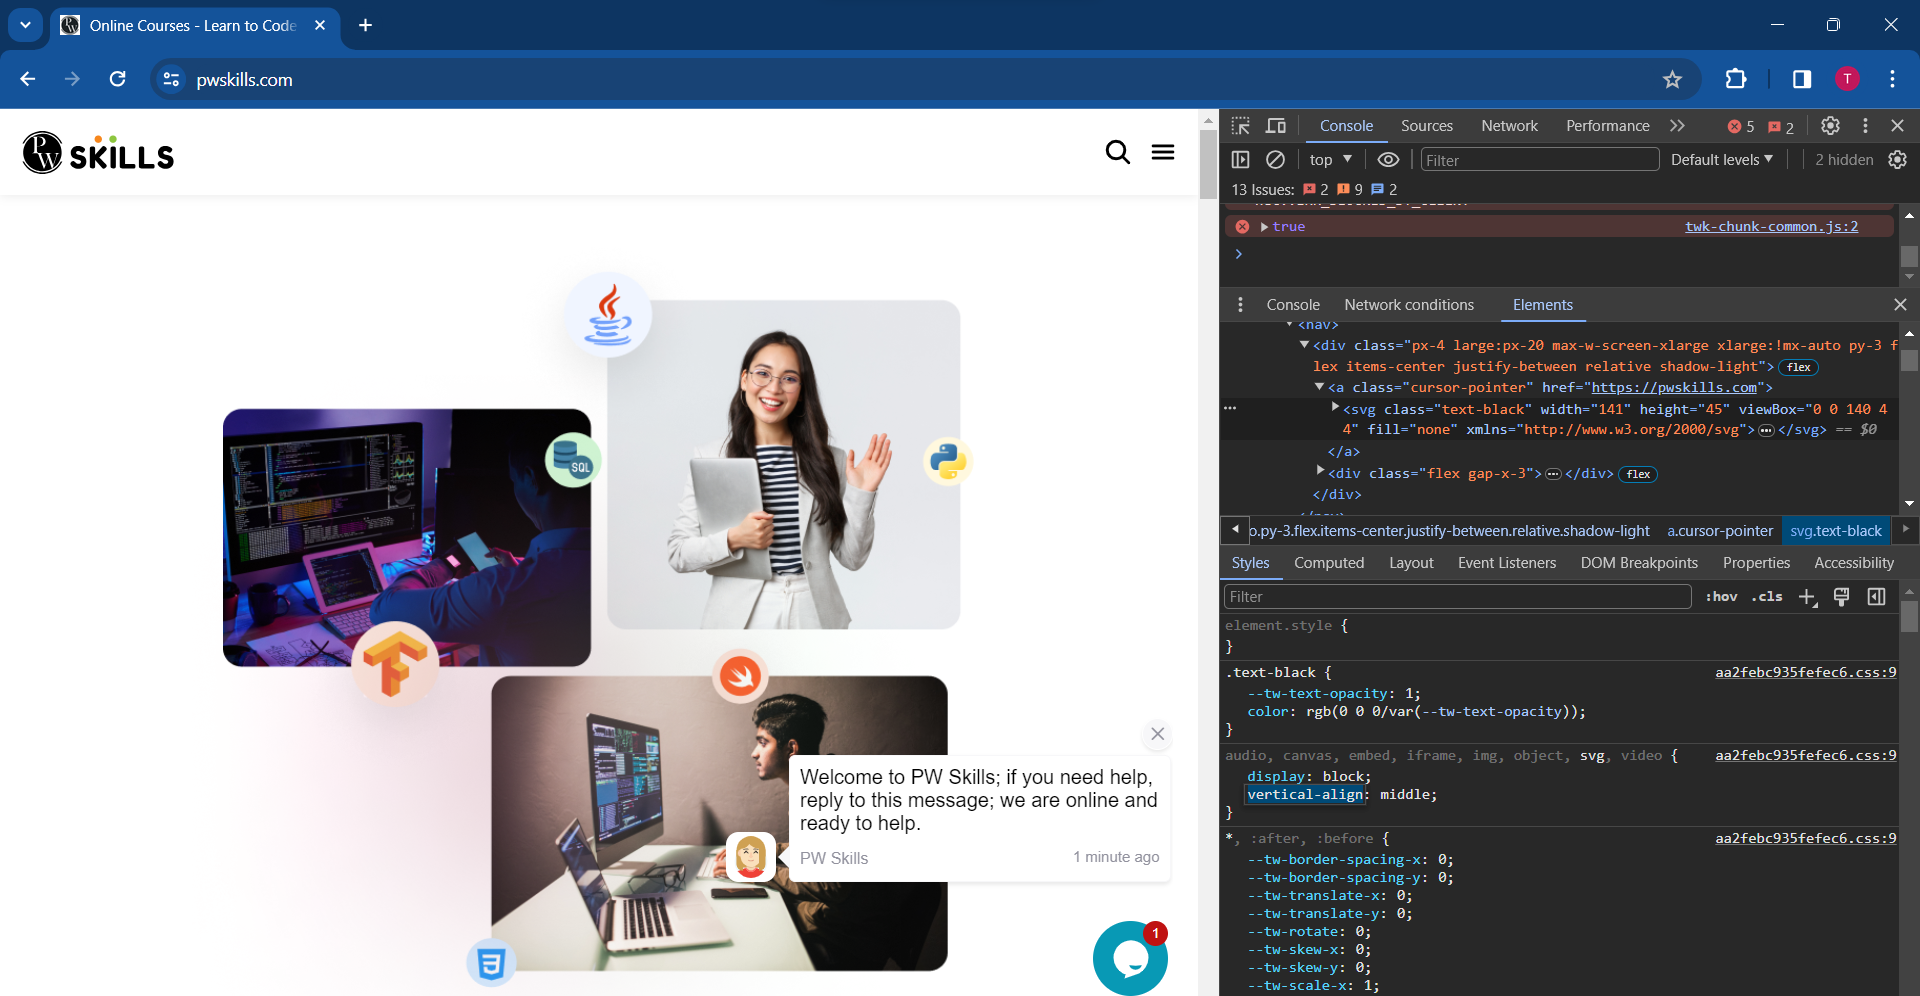 Online Courses - Learn to Code
pwskills.com
PW SKILLS
SQL
Welcome to PW Skills; if you need help,
reply to this message; we are online and
ready to help.
PW Skills 1 minute ago
1
T
Console Sources Network Performance 5 2
top Filter Default levels 2 hidden
13 Issues: 2 9 2
true twk-chunk-common.js:2
Console Network conditions Elements
<nav>
<div class="px-4 large:px-20 max-w-screen-xlarge xlarge:!mx-auto py-3 f
lex items-center justify-between relative shadow-light"> flex
<a class="cursor-pointer" href="https://pwskills.com">
<svg class="text-black" width="141" height="45" viewBox="0 0 140 4
4" fill="none" xmlns="http://www.w3.org/2000/svg"> … </svg> == $0
</a>
<div class="flex gap-x-3"> … </div> flex
</div>
o.py-3.flex.items-center.justify-between.relative.shadow-light a.cursor-pointer svg.text-black
Styles Computed Layout Event Listeners DOM Breakpoints Properties Accessibility
Filter :hov .cls
element.style {
}
.text-black { aa2febc935fefec6.css:9
--tw-text-opacity: 1;
color: rgb(0 0 0/var(--tw-text-opacity));
}
audio, canvas, embed, iframe, img, object, svg, video { aa2febc935fefec6.css:9
display: block;
vertical-align: middle;
}
*, :after, :before { aa2febc935fefec6.css:9
--tw-border-spacing-x: 0;
--tw-border-spacing-y: 0;
--tw-translate-x: 0;
--tw-translate-y: 0;
--tw-rotate: 0;
--tw-skew-x: 0;
--tw-skew-y: 0;
--tw-scale-x: 1;